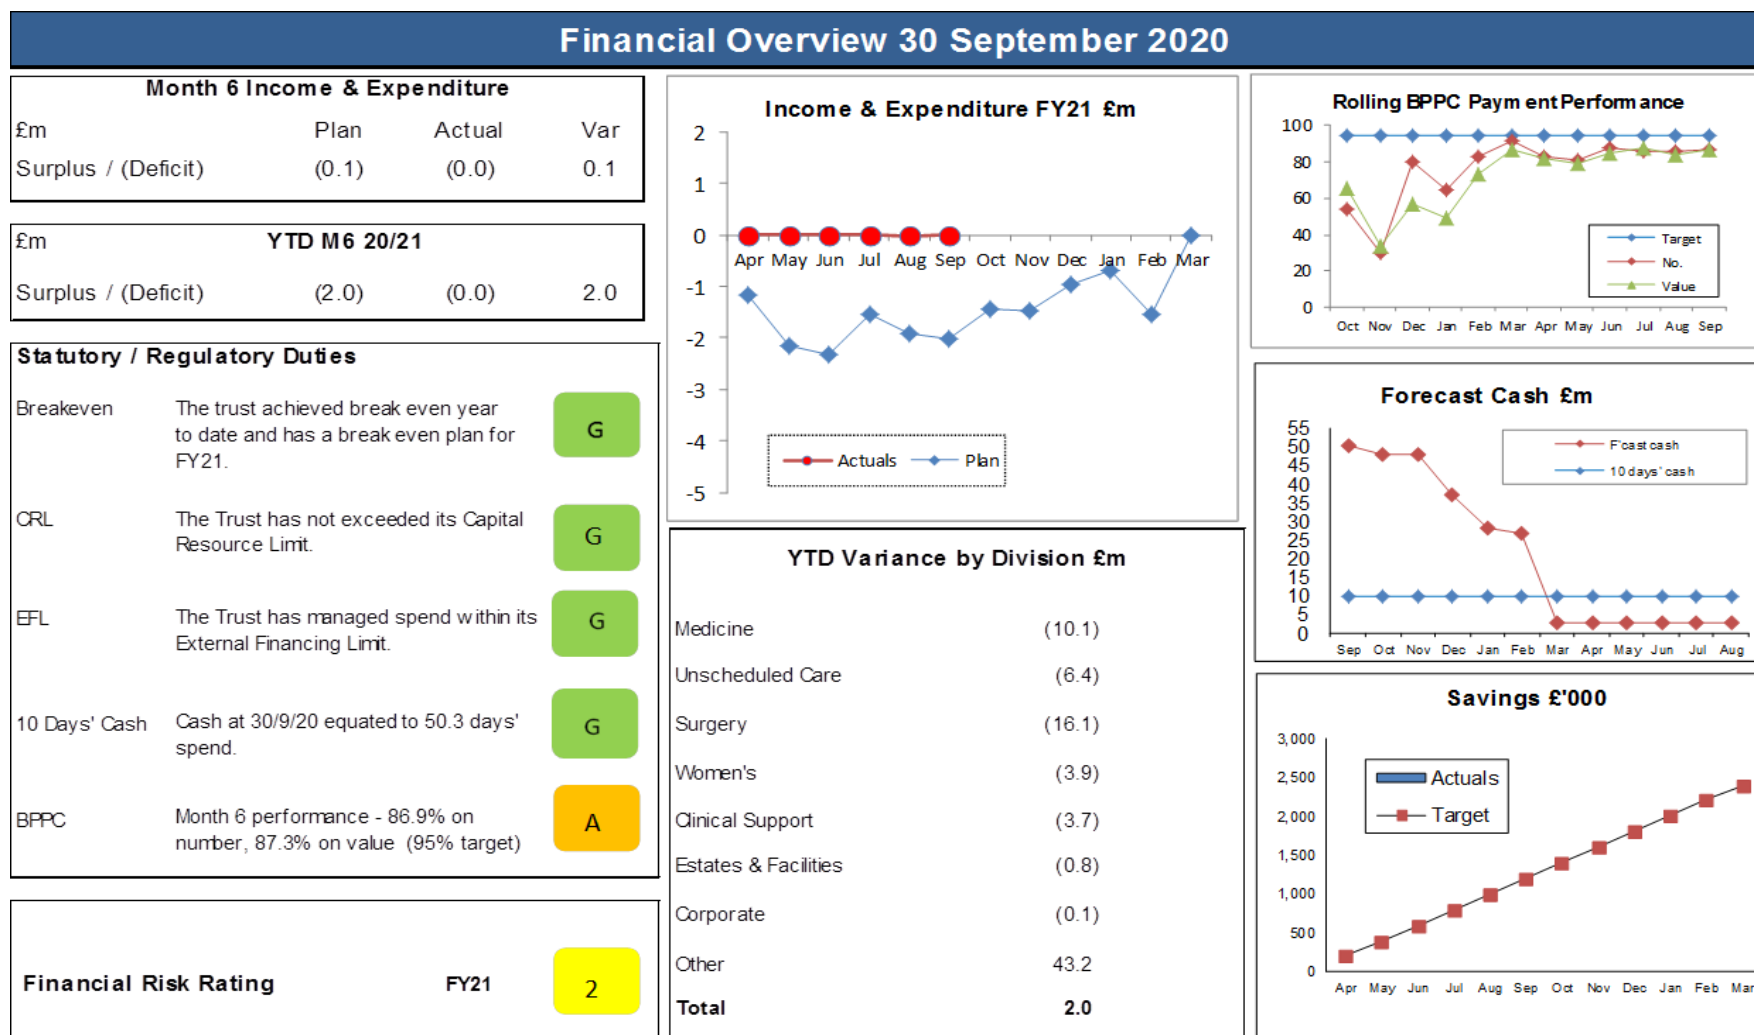 Financial Overview 30 September 2020
Month 6 Income & Expenditure
£m Plan Actual Var
Surplus / (Deficit) (0.1) (0.0) 0.1
£m YTD M6 20/21
Surplus / (Deficit) (2.0) (0.0) 2.0
Statutory / Regulatory Duties
Breakeven The trust achieved break even year
to date and has a break even plan for
FY21.
G
CRL The Trust has not exceeded its Capital
Resource Limit.
G
EFL The Trust has managed spend within its
External Financing Limit.
G
10 Days' Cash Cash at 30/9/20 equated to 50.3 days'
spend.
G
BPPC Month 6 performance - 86.9% on
number, 87.3% on value (95% target)
A
Financial Risk Rating FY21 2
Income & Expenditure FY21 £m
2
1
0
Apr May Jun Jul Aug Sep Oct Nov Dec Jan Feb Mar
-1
-2
-3
-4
-5
Actuals Plan
YTD Variance by Division £m
Medicine (10.1)
Unscheduled Care (6.4)
Surgery (16.1)
Women's (3.9)
Clinical Support (3.7)
Estates & Facilities (0.8)
Corporate (0.1)
Other 43.2
Total 2.0
Rolling BPPC Payment Performance
100
80
60
40
20
0
Target
No.
Value
Oct Nov Dec Jan Feb Mar Apr May Jun Jul Aug Sep
Forecast Cash £m
55
50
45
40
35
30
25
20
15
10
5
0
F'cast cash
10 days' cash
Sep Oct Nov Dec Jan Feb Mar Apr May Jun Jul Aug
Savings £'000
3,000
2,500
2,000
1,500
1,000
500
0
Actuals
Target
Apr May Jun Jul Aug Sep Oct Nov Dec Jan Feb Mar